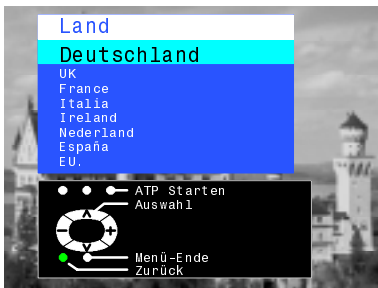 Land
Deutschland
UK
France
Italia
Ireland
Nederland
España
EU.
ATP Starten
Auswahl
Menü-Ende
Zurück